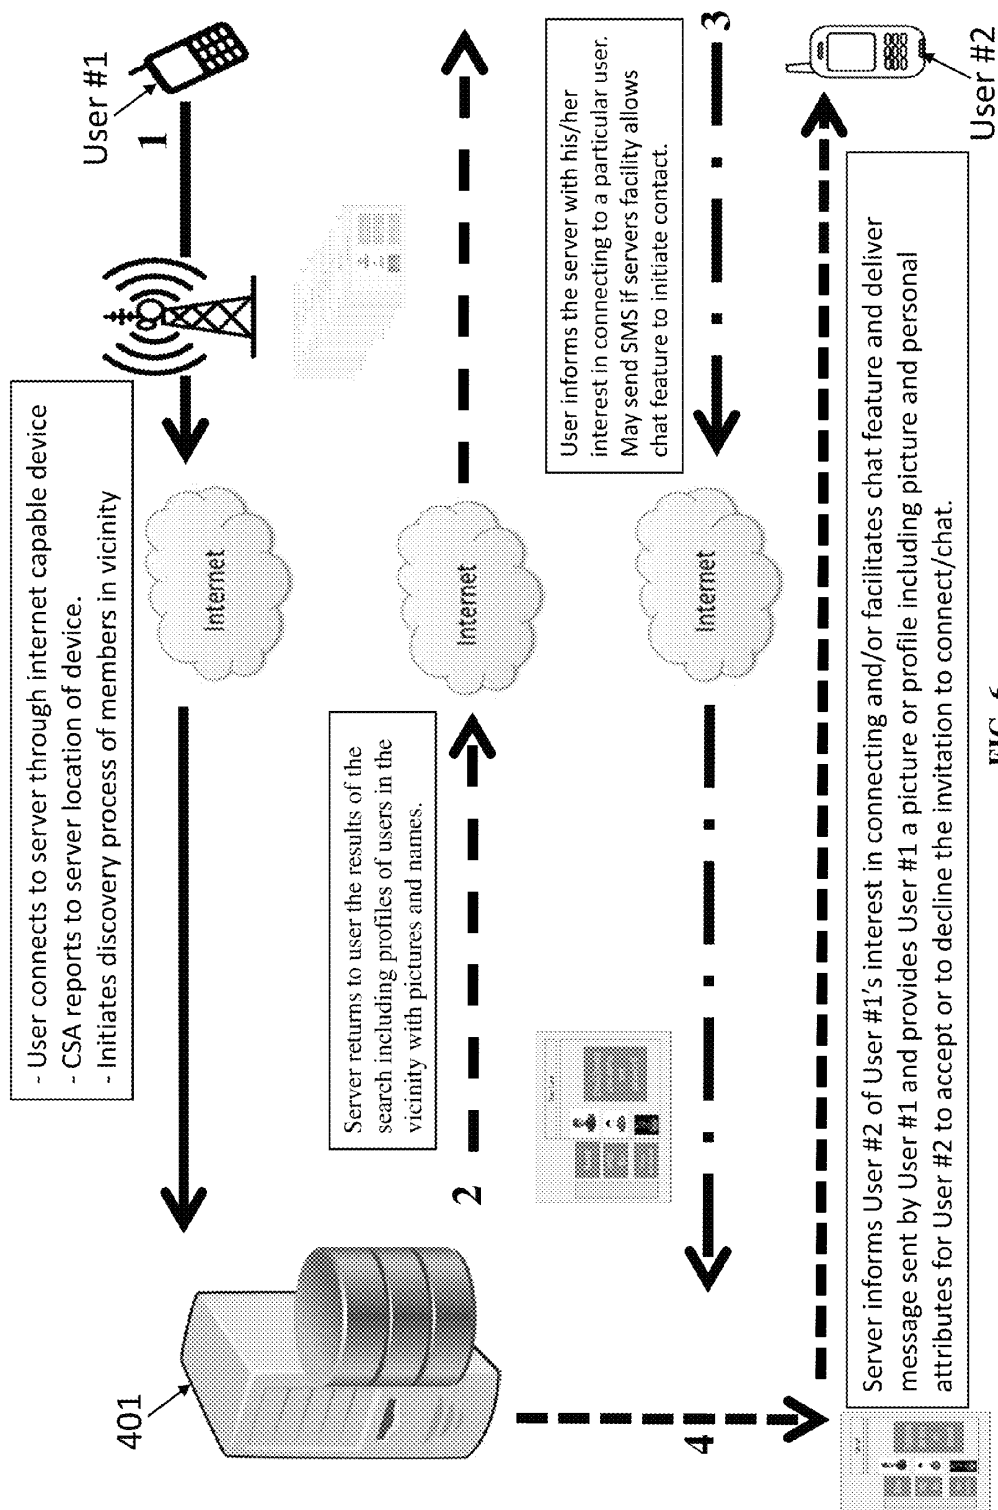 401
User #1
1
- User connects to server through internet capable device
- CSA reports to server location of device.
- Initiates discovery process of members in vicinity
Internet
2
Server returns to user the results of the
search including profiles of users in the
vicinity with pictures and names.
Internet
3
User informs the server with his/her
interest in connecting to a particular user.
May send SMS if servers facility allows
chat feature to initiate contact.
Internet
4
User #2
Server informs User #2 of User #1's interest in connecting and/or facilitates chat feature and deliver
message sent by User #1 and provides User #1 a picture or profile including picture and personal
attributes for User #2 to accept or to decline the invitation to connect/chat.